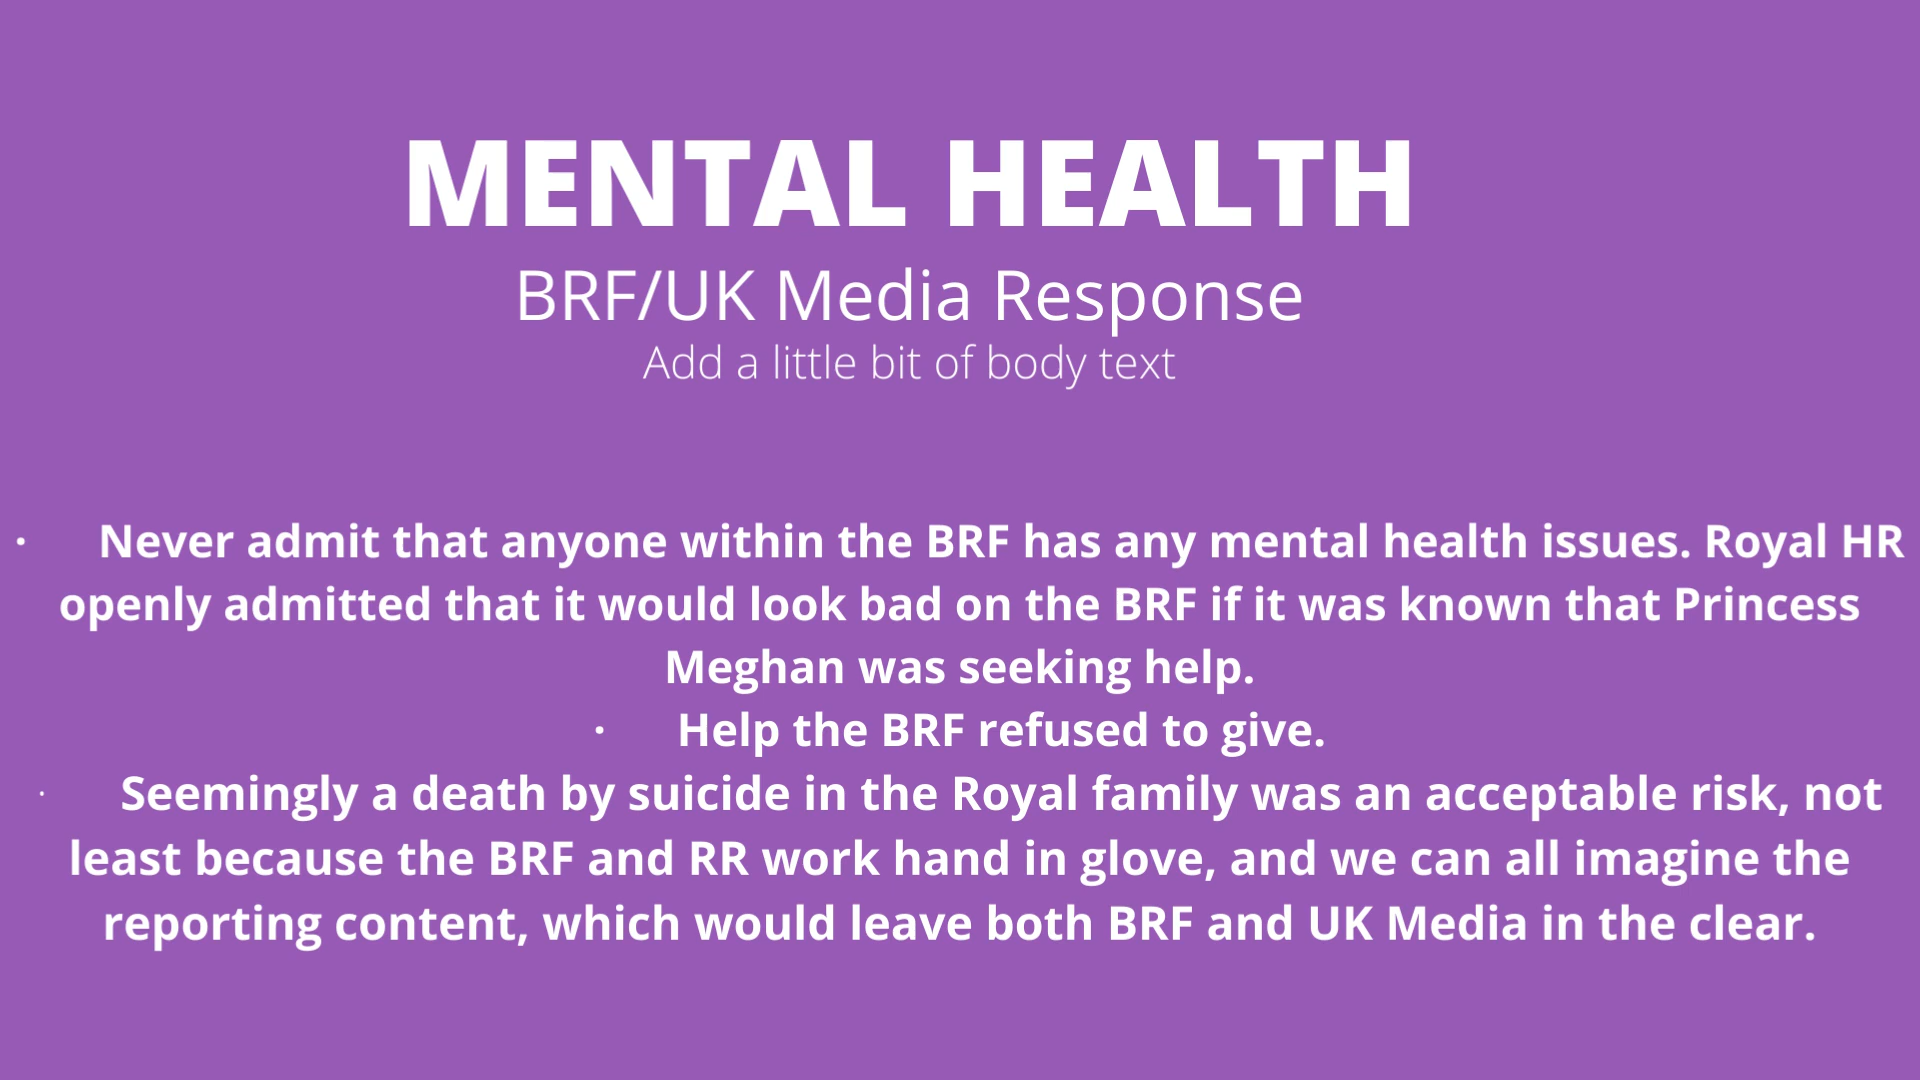 MENTAL HEALTH
BRF/UK Media Response
Add a little bit of body text
· Never admit that anyone within the BRF has any mental health issues. Royal HR
openly admitted that it would look bad on the BRF if it was known that Princess
Meghan was seeking help.
· Help the BRF refused to give.
· Seemingly a death by suicide in the Royal family was an acceptable risk, not
least because the BRF and RR work hand in glove, and we can all imagine the
reporting content, which would leave both BRF and UK Media in the clear.